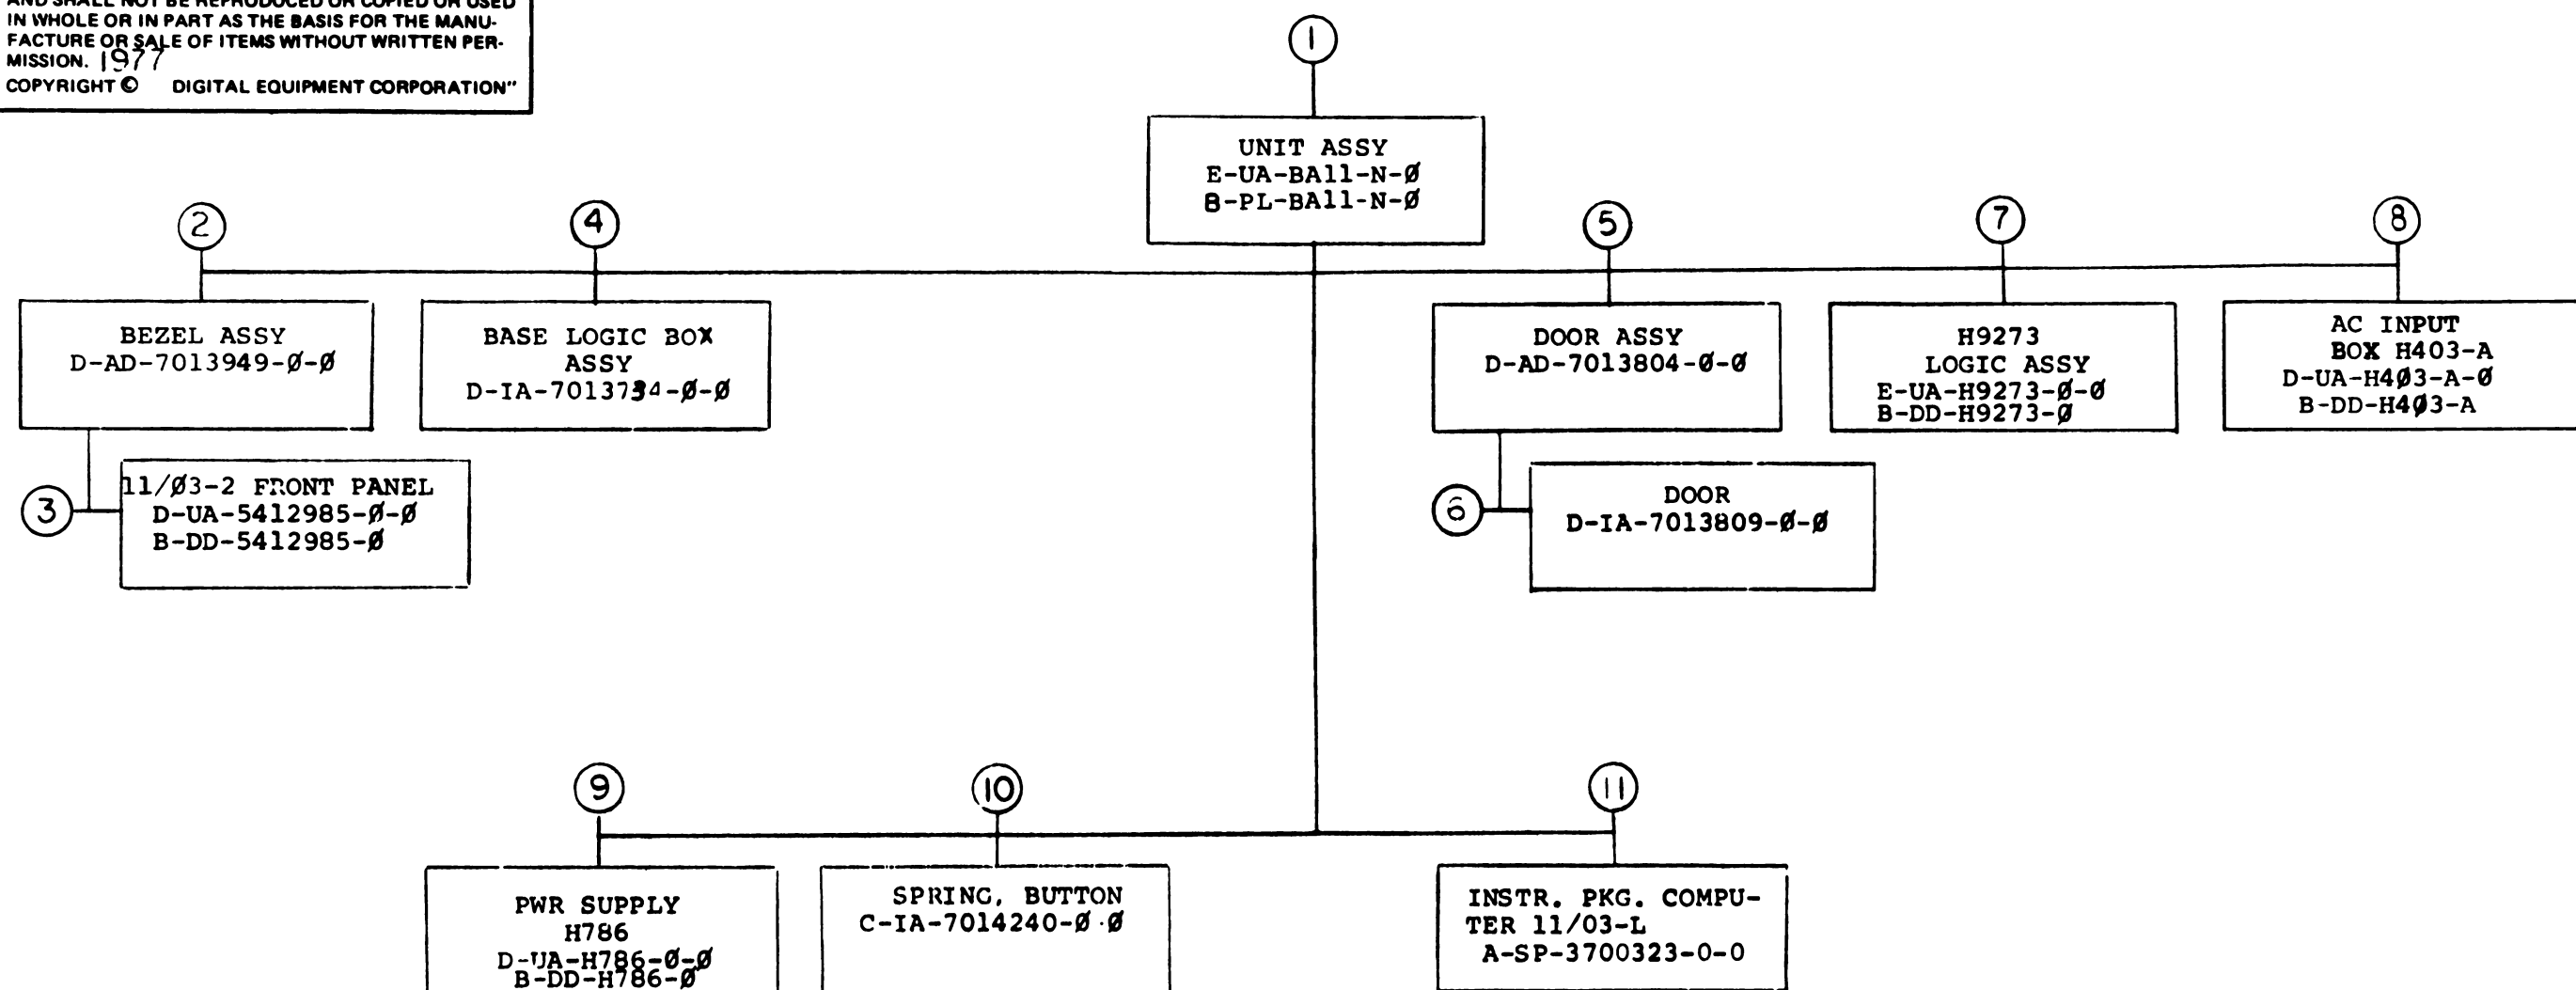 AND SHALL NOT BE REPRODUCED OR COPIED OR USED
IN WHOLE OR IN PART AS THE BASIS FOR THE MANU-
FACTURE OR SALE OF ITEMS WITHOUT WRITTEN PER-
MISSION. 1977
COPYRIGHT © DIGITAL EQUIPMENT CORPORATION"
1
UNIT ASSY
E-UA-BA11-N-Ø
B-PL-BA11-N-Ø
2
BEZEL ASSY
D-AD-7013949-Ø-Ø
3
11/Ø3-2 FRONT PANEL
D-UA-5412985-Ø-Ø
B-DD-5412985-Ø
4
BASE LOGIC BOX
ASSY
D-IA-7013734-Ø-Ø
5
DOOR ASSY
D-AD-7013804-Ø-Ø
6
DOOR
D-IA-7013809-Ø-Ø
7
H9273
LOGIC ASSY
E-UA-H9273-Ø-Ø
B-DD-H9273-Ø
8
AC INPUT
BOX H403-A
D-UA-H4Ø3-A-Ø
B-DD-H4Ø3-A
9
PWR SUPPLY
H786
D-UA-H786-Ø-Ø
B-DD-H786-Ø
10
SPRING, BUTTON
C-IA-7014240-Ø-Ø
11
INSTR. PKG. COMPU-
TER 11/03-L
A-SP-3700323-0-0